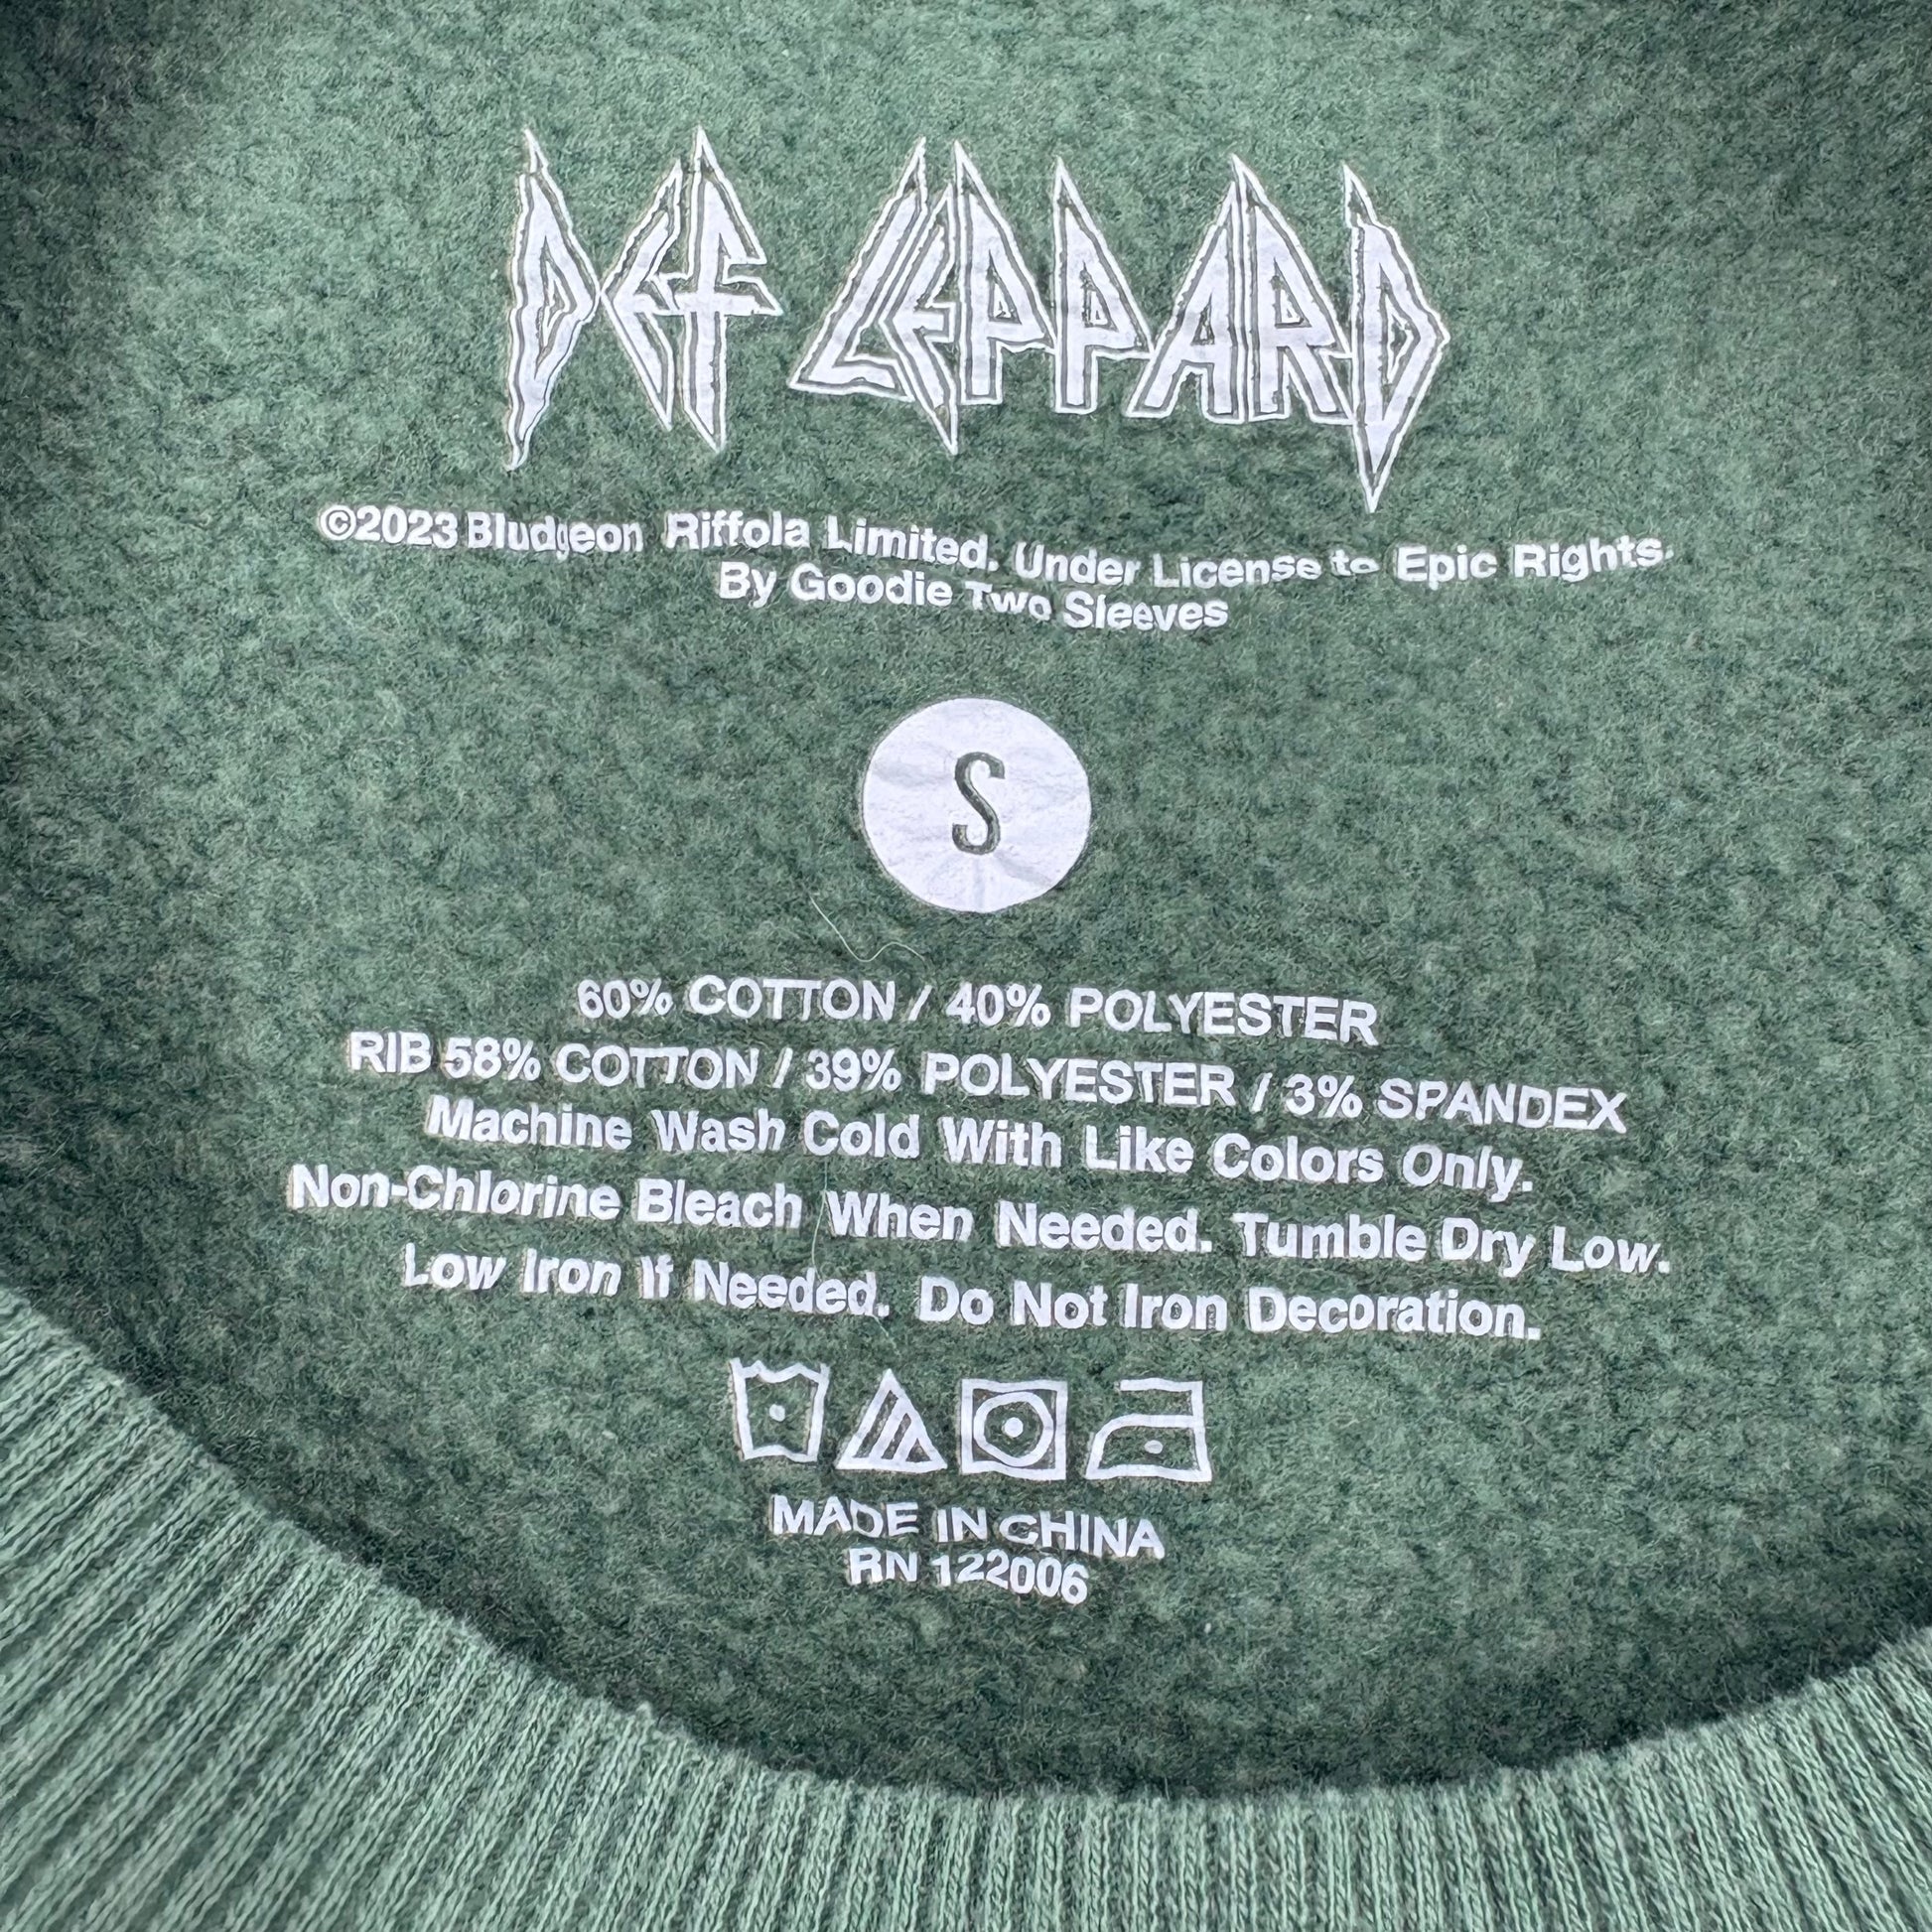 DEF LEPPARD
©2023 Bludgeon Riffola Limited. Under License to Epic Rights.
By Goodie Two Sleeves
S
60% COTTON / 40% POLYESTER
RIB 58% COTTON / 39% POLYESTER / 3% SPANDEX
Machine Wash Cold With Like Colors Only.
Non-Chlorine Bleach When Needed. Tumble Dry Low.
Low Iron If Needed. Do Not Iron Decoration.
MADE IN CHINA
RN 122006